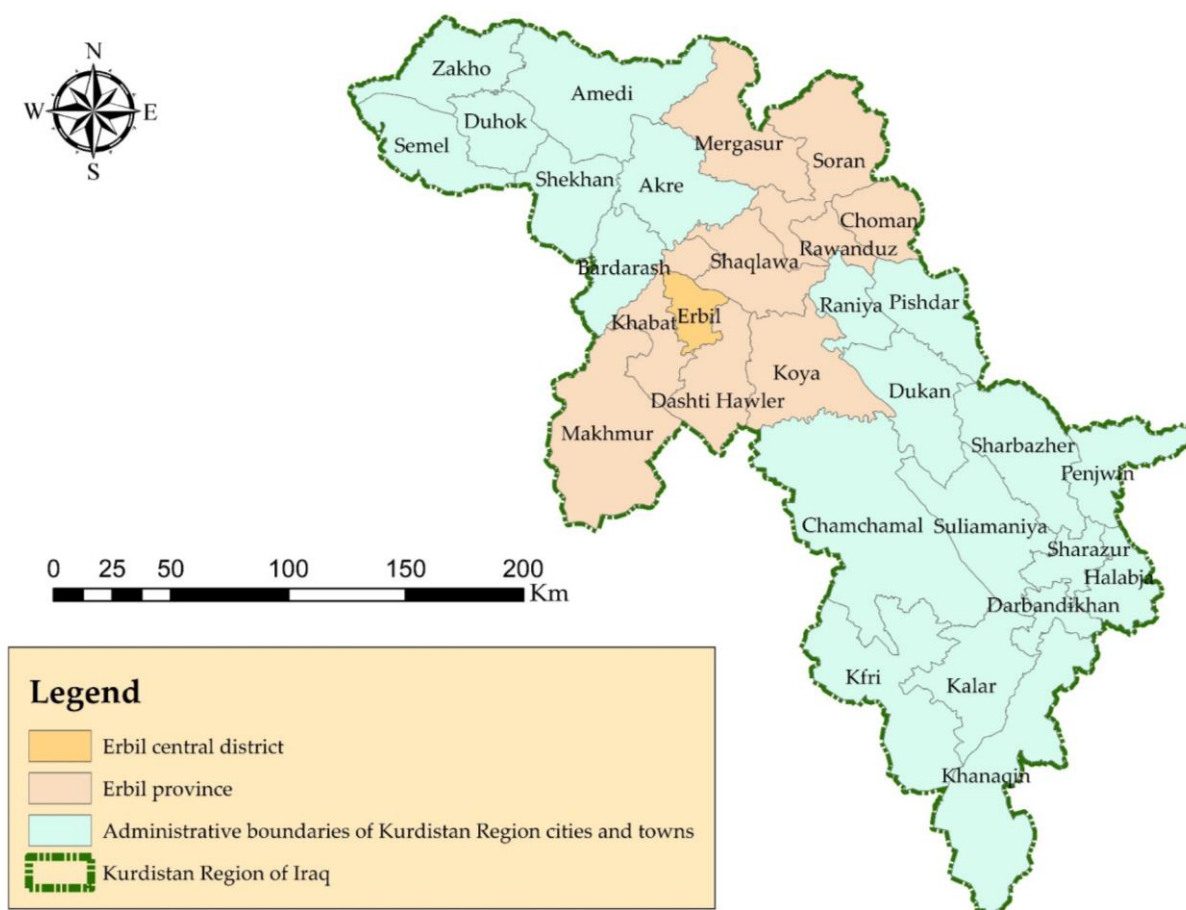 N
W E
S
Zakho
Amedi
Duhok
Semel
Mergasur
Soran
Shekhan
Akre
Choman
Rawanduz
Shaqlawa
Bardarash
Raniya
Pishdar
Khabat
Erbil
Koya
Dukan
Dashti Hawler
Makhmur
Sharbazher
Penjwin
Chamchamal
Suliamaniya
Sharazur
Halabja
Darbandikhan
Kfri
Kalar
Khanaqin
0 25 50 100 150 200
Km
Legend
Erbil central district
Erbil province
Administrative boundaries of Kurdistan Region cities and towns
Kurdistan Region of Iraq